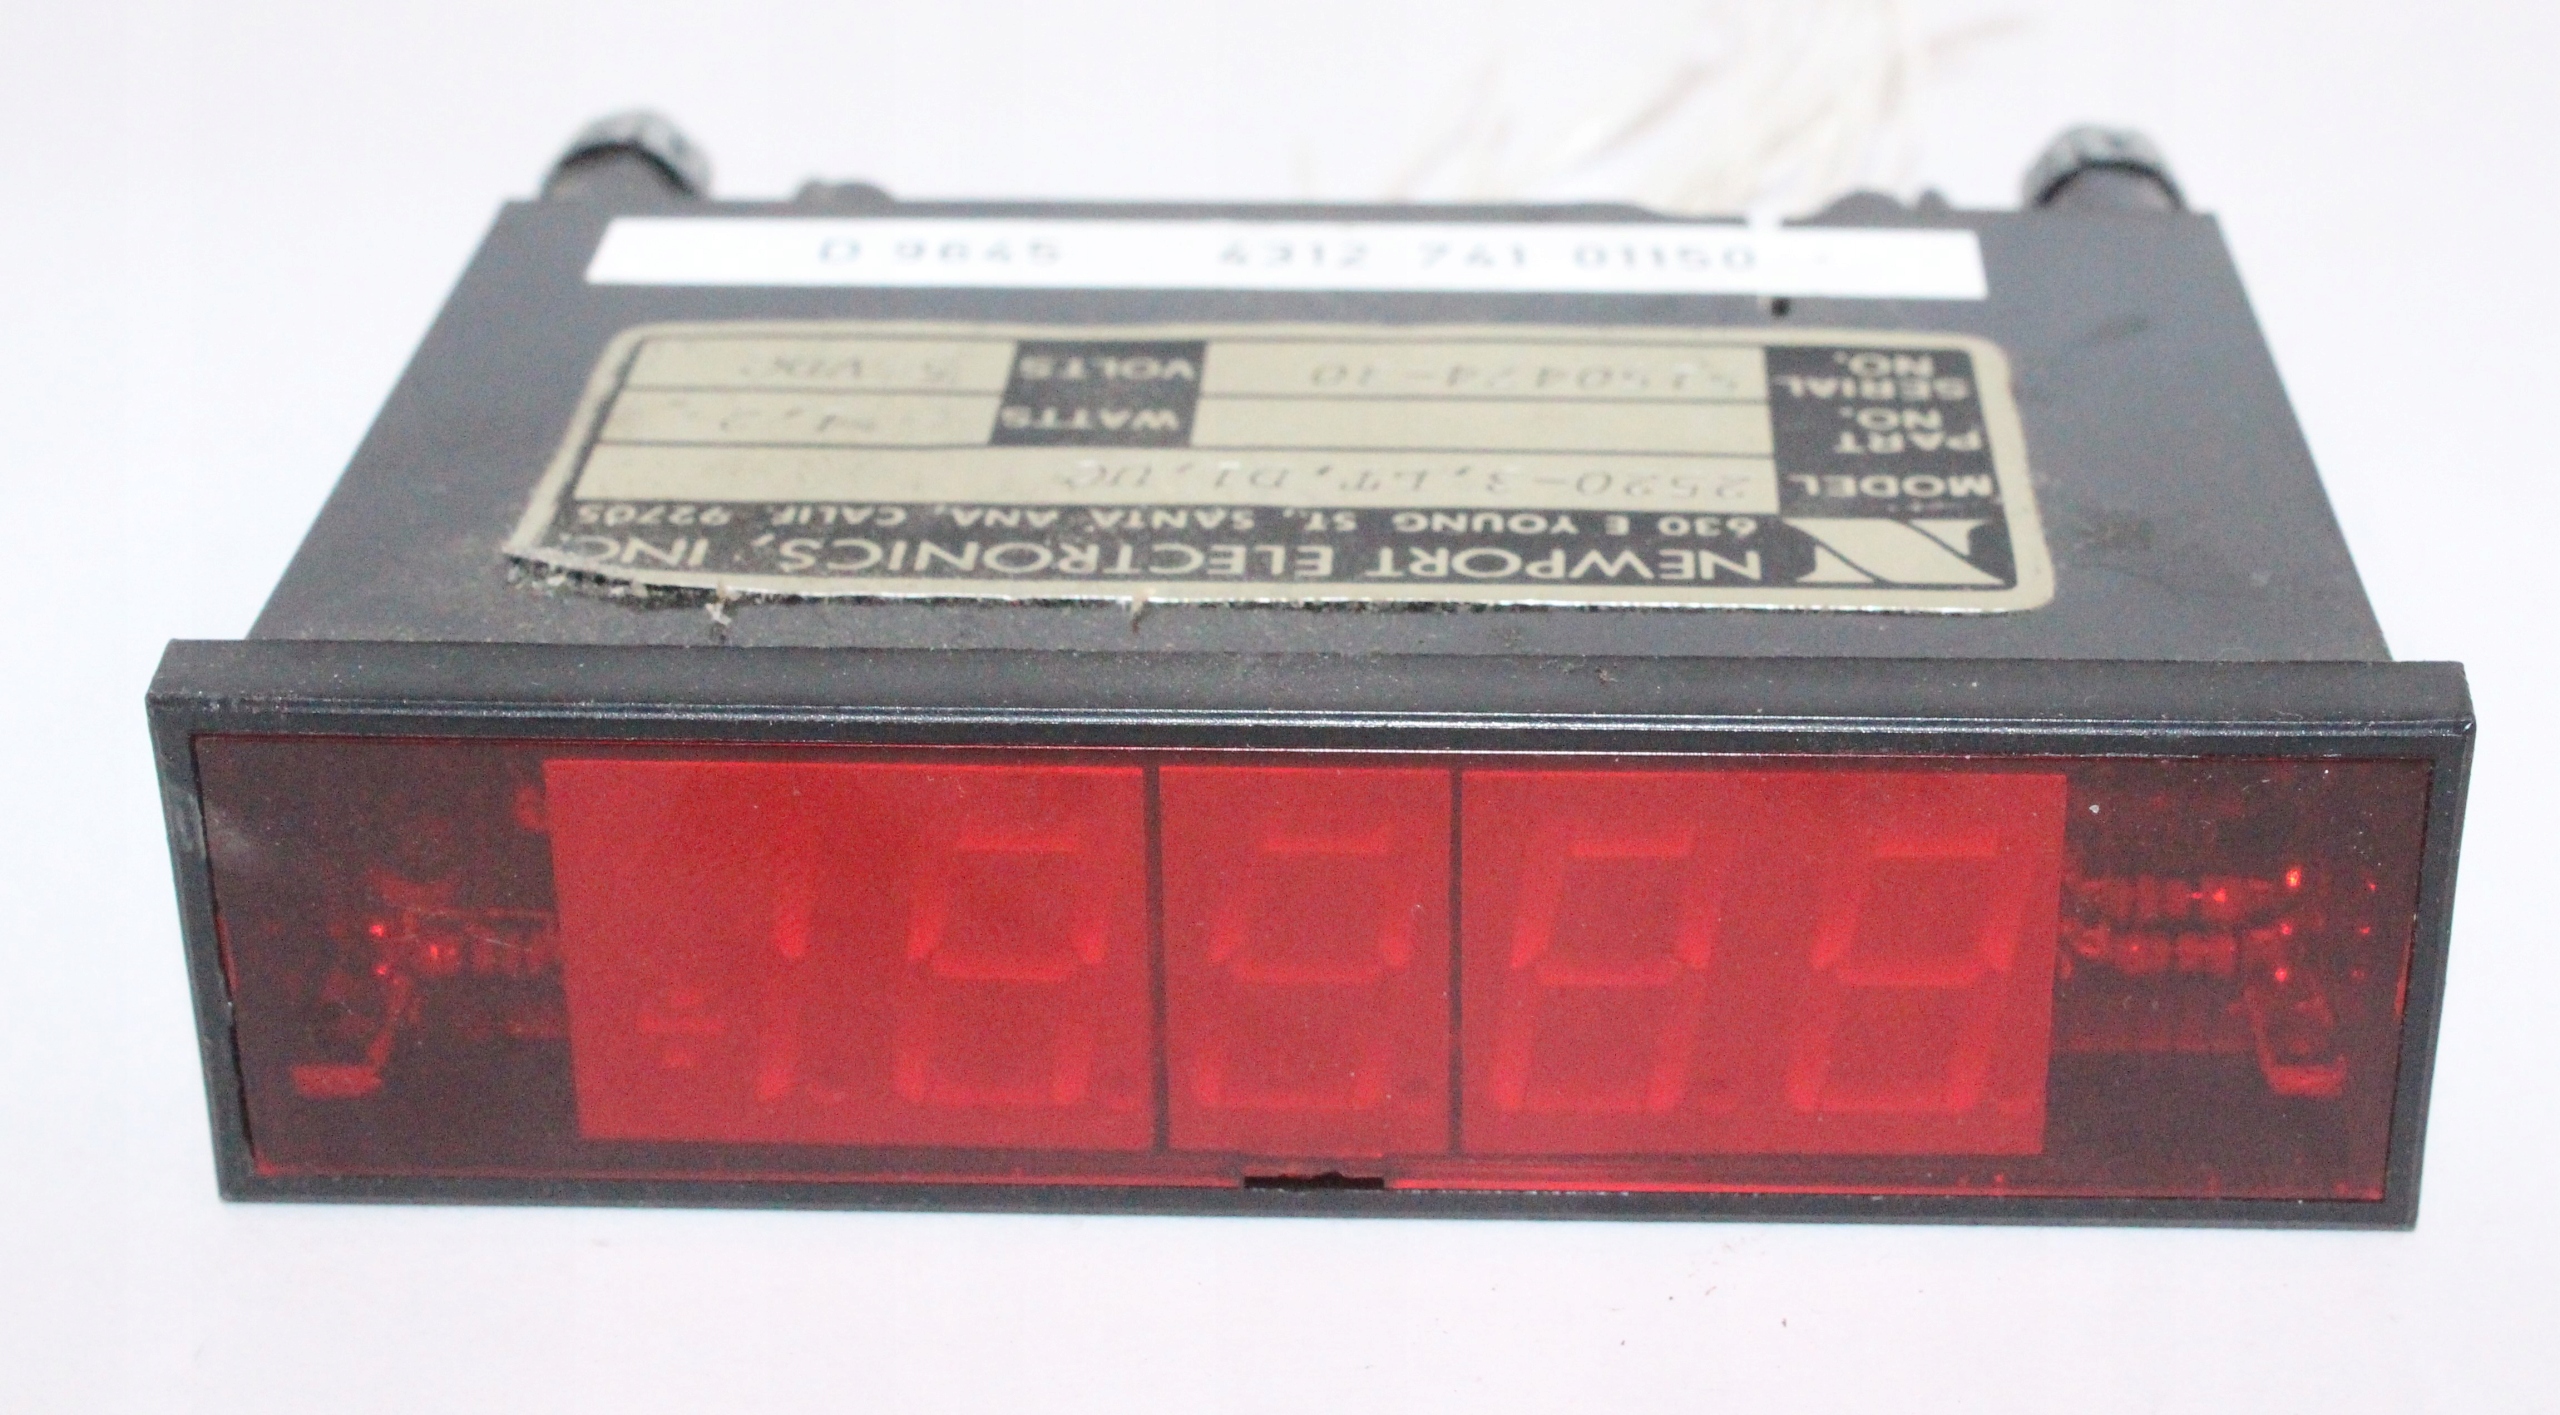 D 9845 4312 741 01150
NEWPORT ELECTRONICS, INC.
630 E YOUNG ST., SANTA ANA, CALIF. 92705
MODEL 2520-3, LT, D1, UC
PART NO. WATTS
SERIAL NO. VOLTS 5 VDC